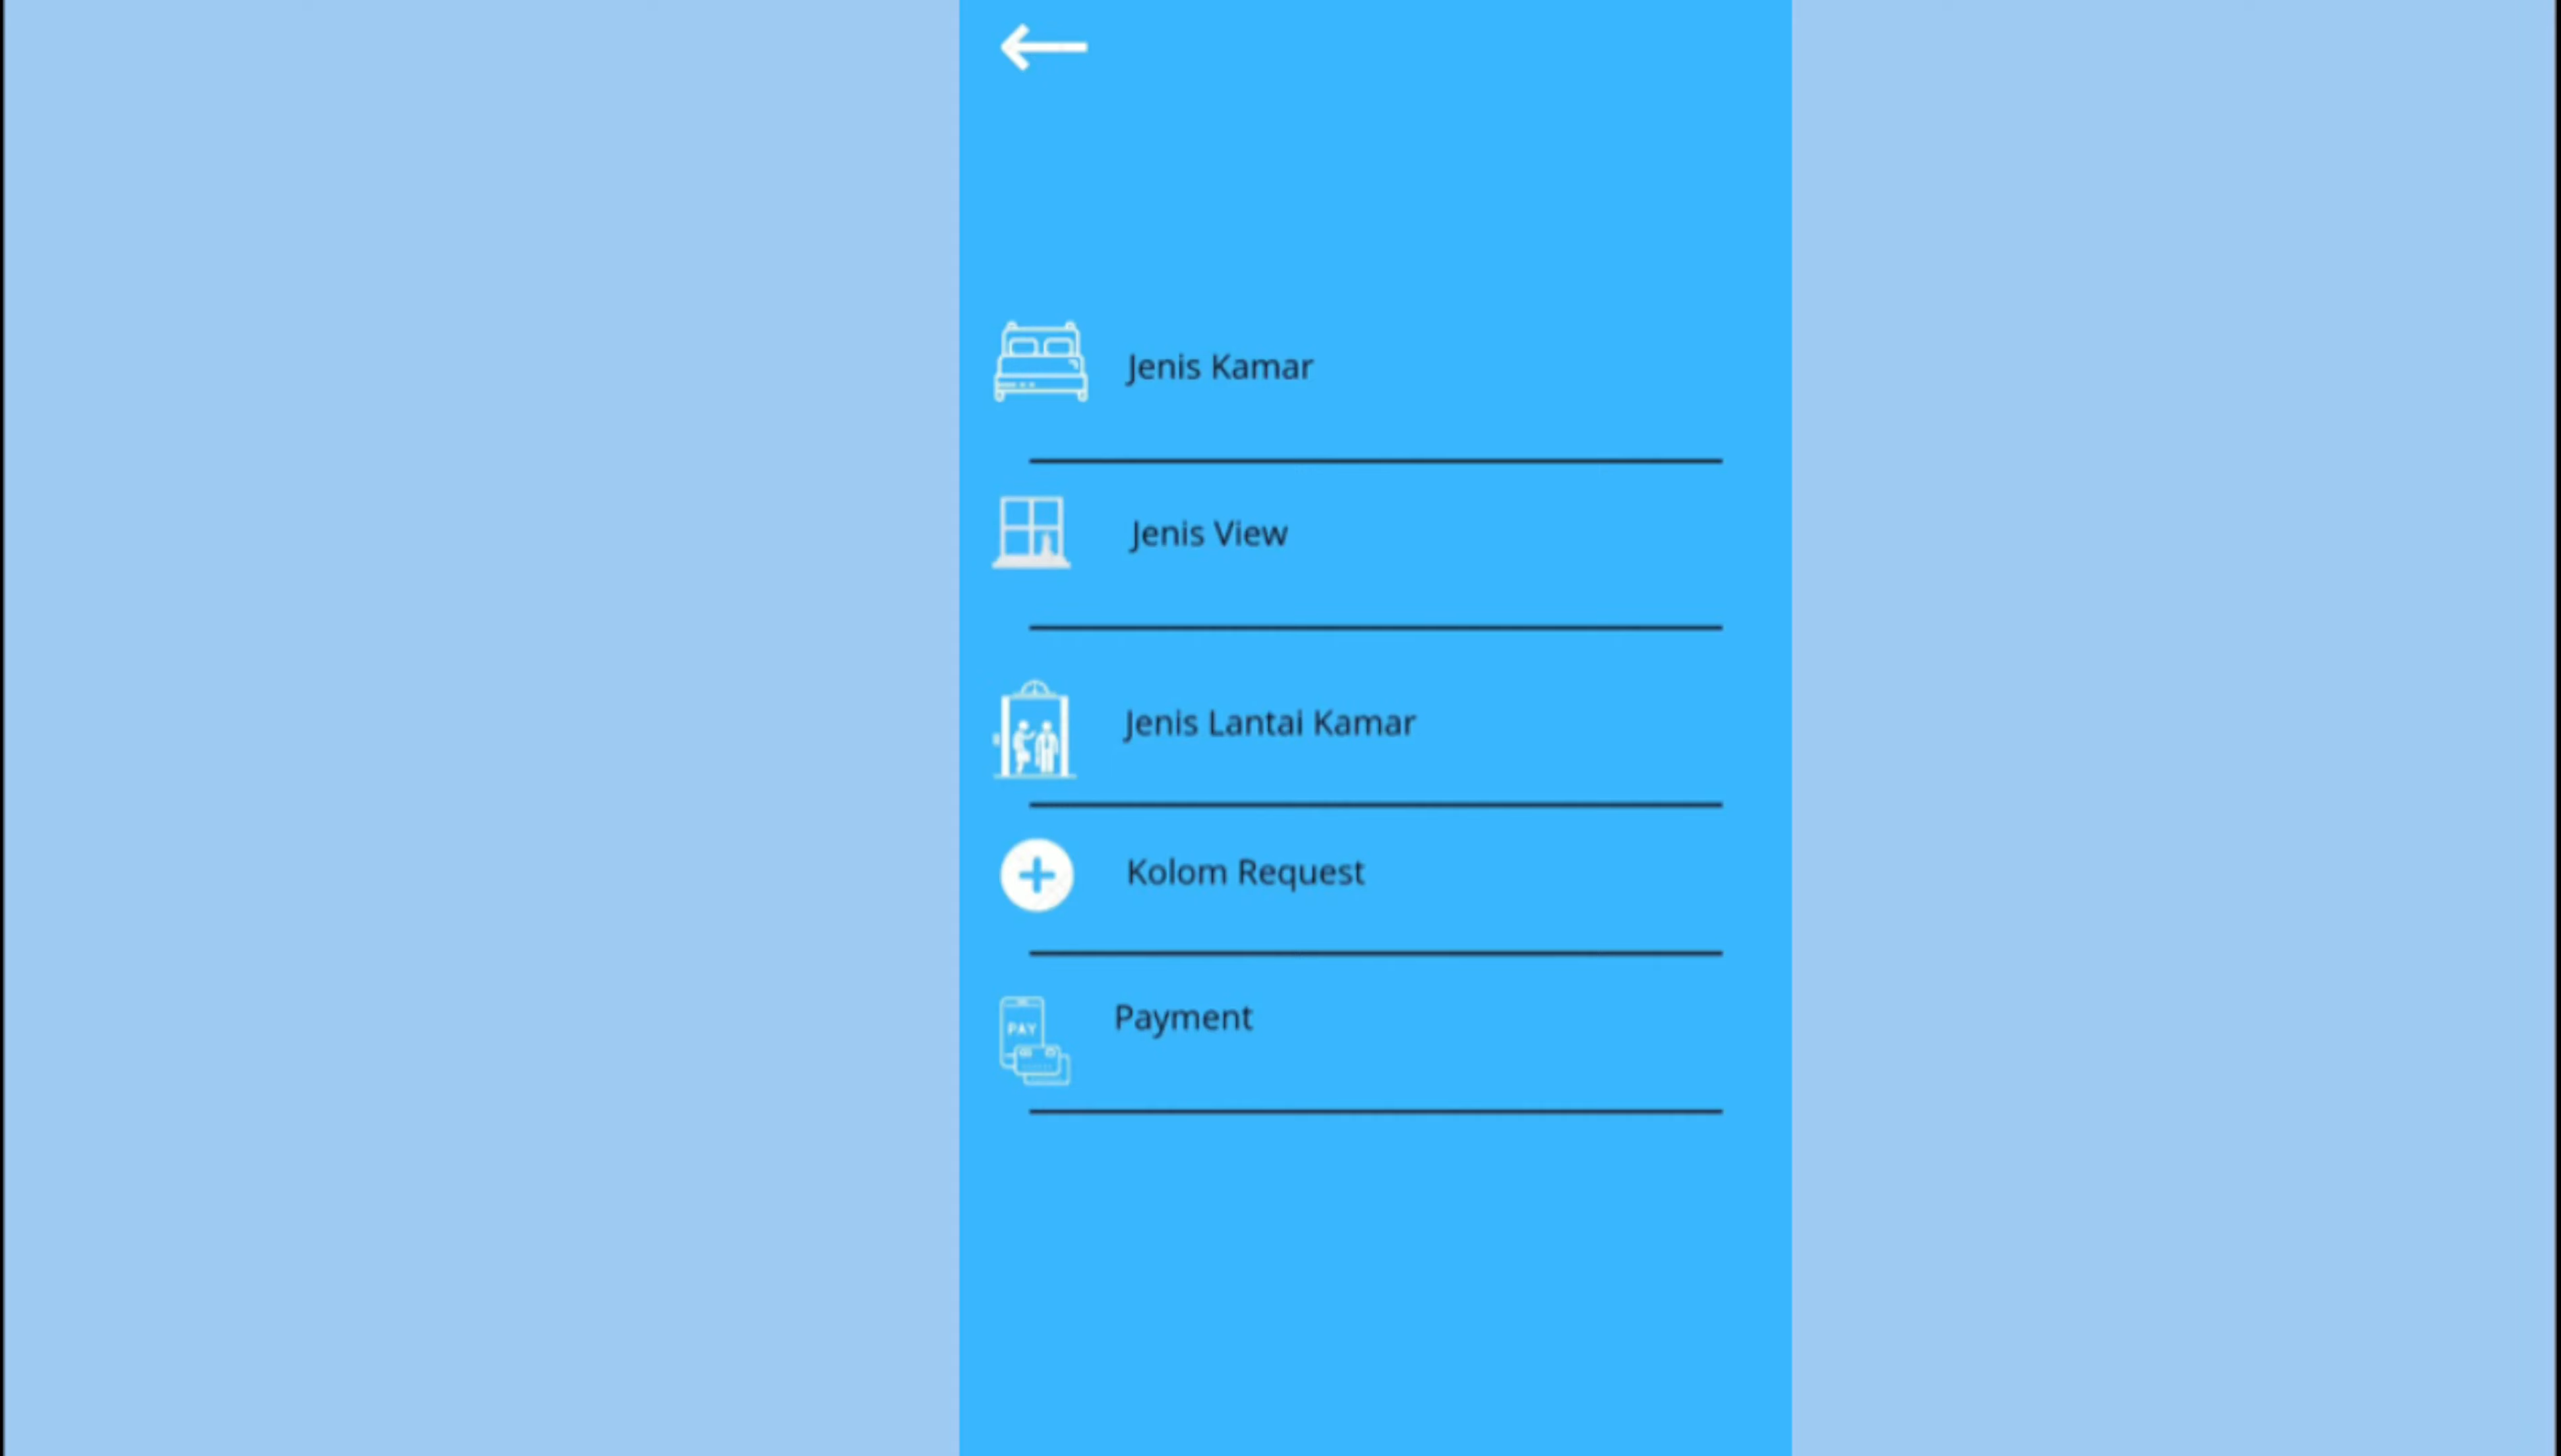 Jenis Kamar
Jenis View
Jenis Lantai Kamar
Kolom Request
PAY
Payment